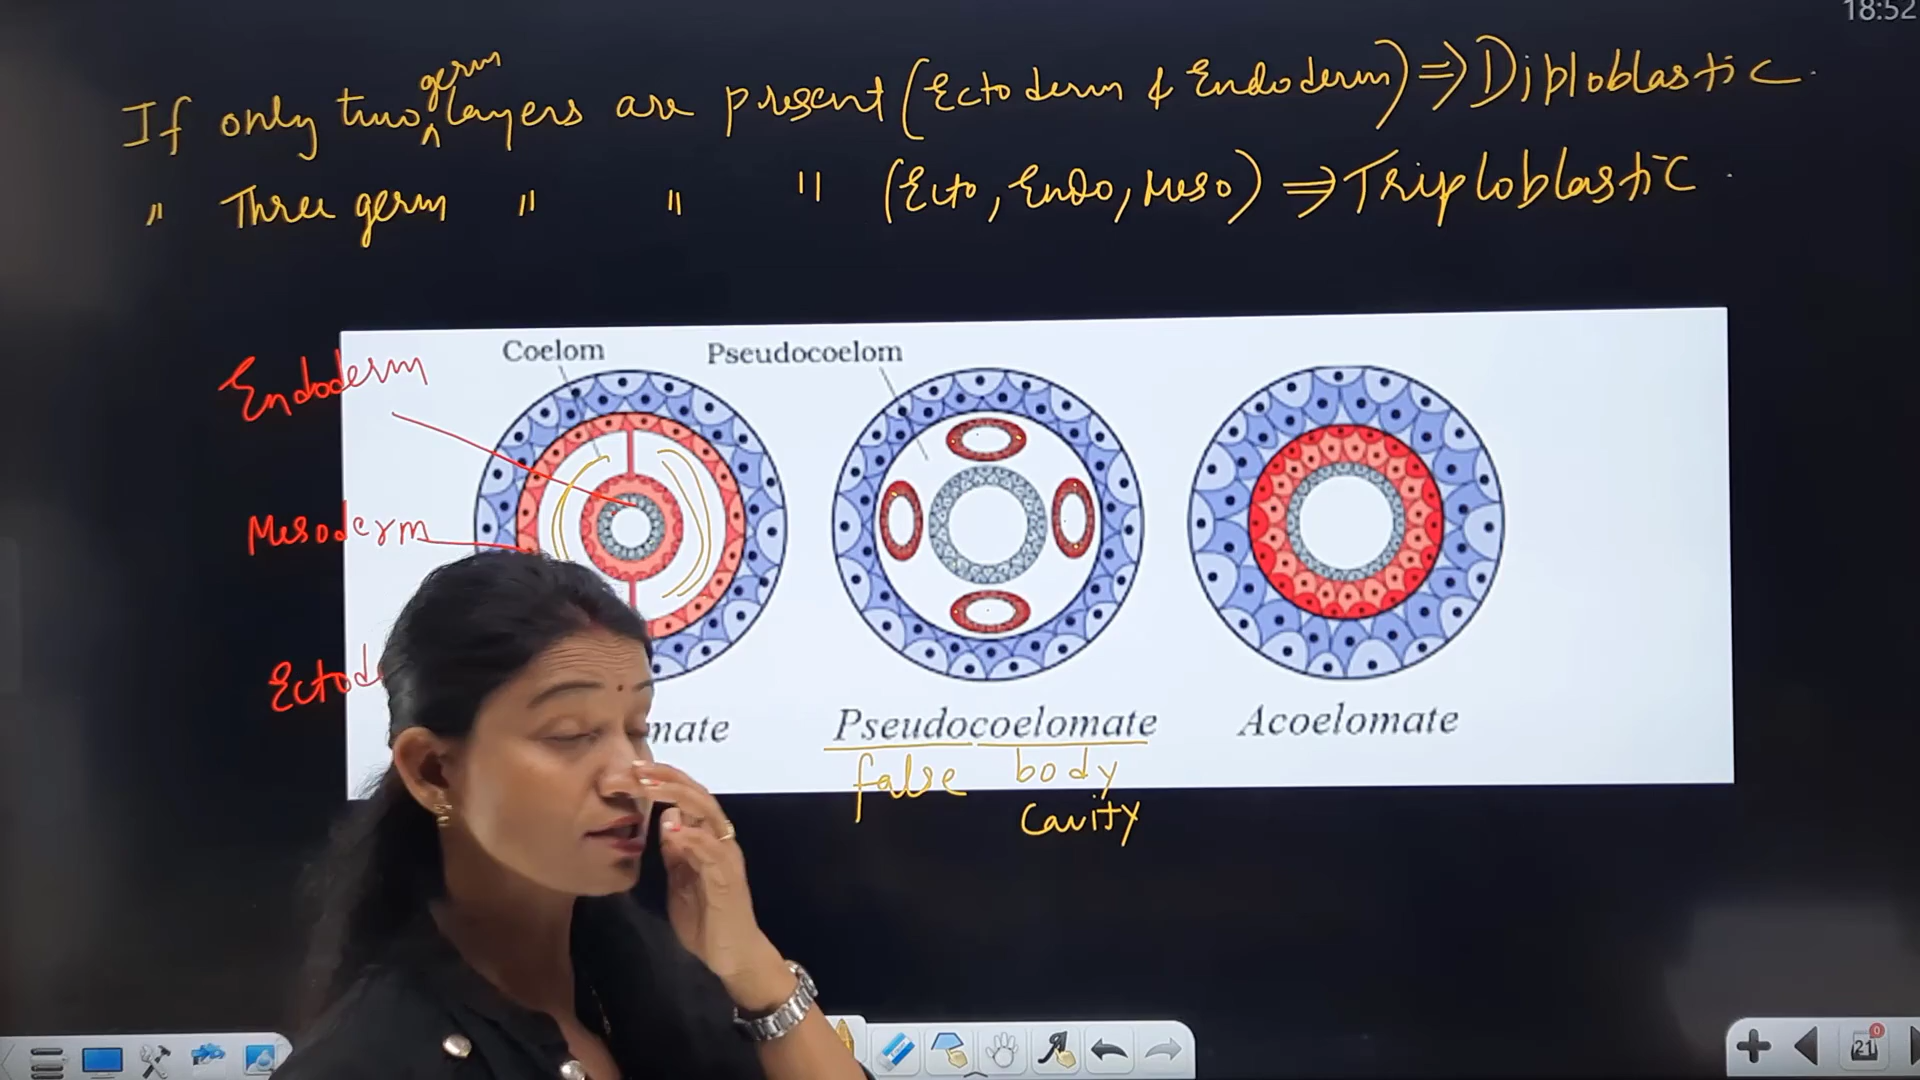 18:52
If only two germ layers are present (Ectoderm & Endoderm) ⇒ Diploblastic.
" Three germ " " " (Ecto, Endo, Meso) ⇒ Triploblastic.
Coelom Pseudocoelom
Endoderm
Mesoderm
Pseudocoelomate Acoelomate
false body
cavity
21
0